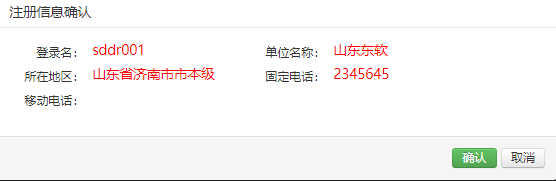 注册信息确认
登录名： sddr001 单位名称： 山东东软
所在地区： 山东省济南市市本级 固定电话： 2345645
移动电话：
确认 取消